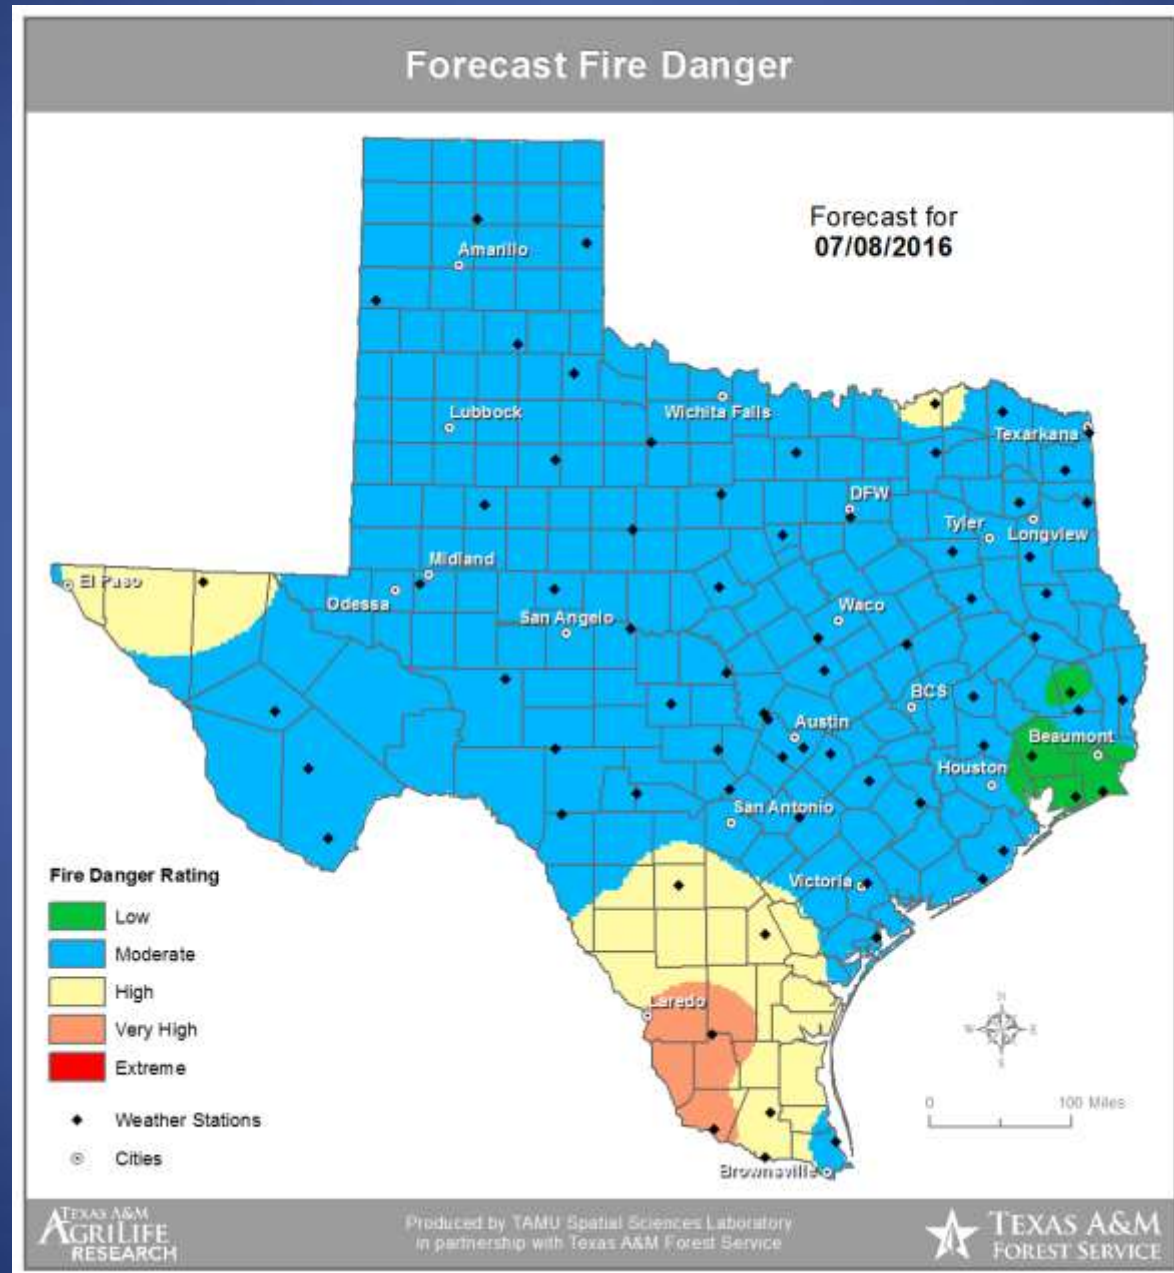 Forecast Fire Danger
Forecast for
07/08/2016
Amarillo
Lubbock
Wichita Falls
Texarkana
DFW
Tyler
Longview
El Paso
Midland
Odessa
San Angelo
Waco
BCS
Austin
Beaumont
Houston
San Antonio
Victoria
Laredo
Brownsville
Fire Danger Rating
Low
Moderate
High
Very High
Extreme
Weather Stations
Cities
N
W
E
S
0
100 Miles
TEXAS A&M
AGRILIFE
RESEARCH
Produced by TAMU Spatial Sciences Laboratory
in partnership with Texas A&M Forest Service
TEXAS A&M
FOREST SERVICE